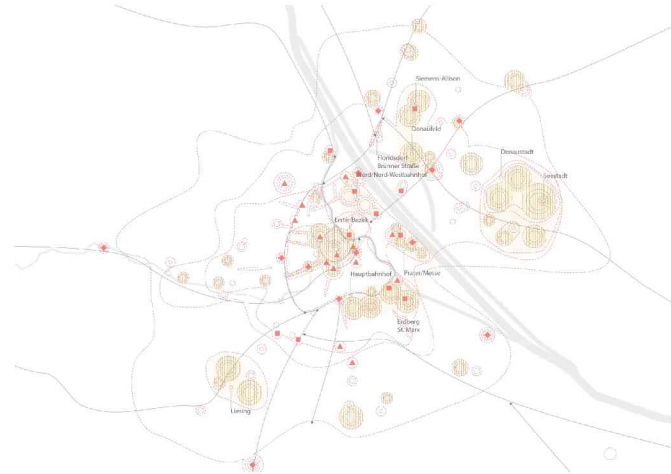 Siemens-Allison
Donaufeld
Donaustadt
Floridsdorf
Brünner Straße
Nord/Nord-Westbahnhof
Seestadt
Erster Bezirk
Hauptbahnhof
Prater/Messe
Erdberg
St. Marx
Liesing